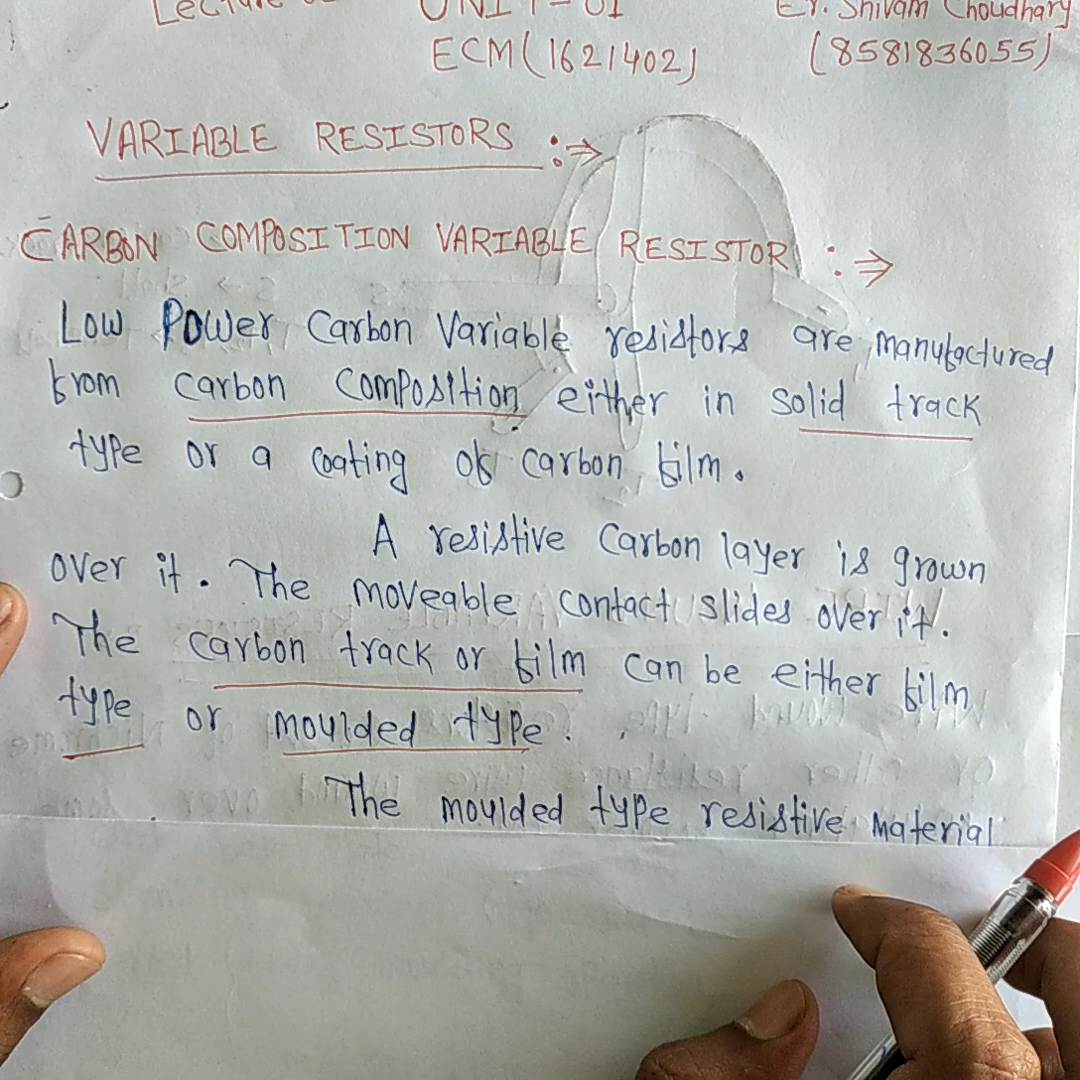 Lecture
UNIT-01
Er. Shivam Choudhary
ECM(1621402)
(8581836055)
VARIABLE RESISTORS :→
CARBON COMPOSITION VARIABLE RESISTOR :⇒
Low Power Carbon Variable resistors are manufactured
from carbon composition either in solid track
type or a coating of carbon film.
A resistive Carbon layer is grown
over it. The moveable contact slides over it.
The carbon track or film can be either film
type or moulded type.
The moulded type resistive material